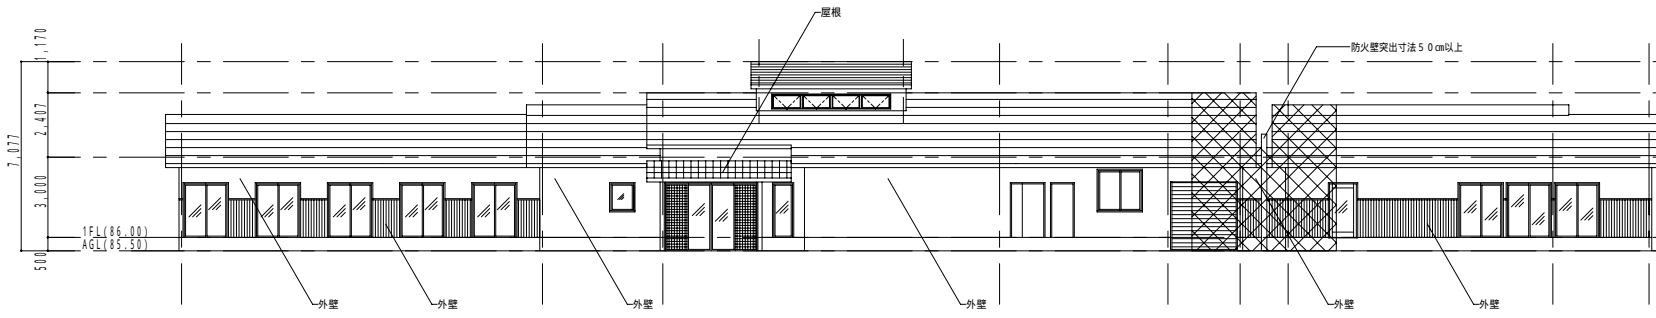 屋根
防火壁突出寸法５０㎝以上
1,170
2,407
7,077
3,000
1FL(86.00)
AGL(85.50)
500
外壁
外壁
外壁
外壁
外壁
外壁